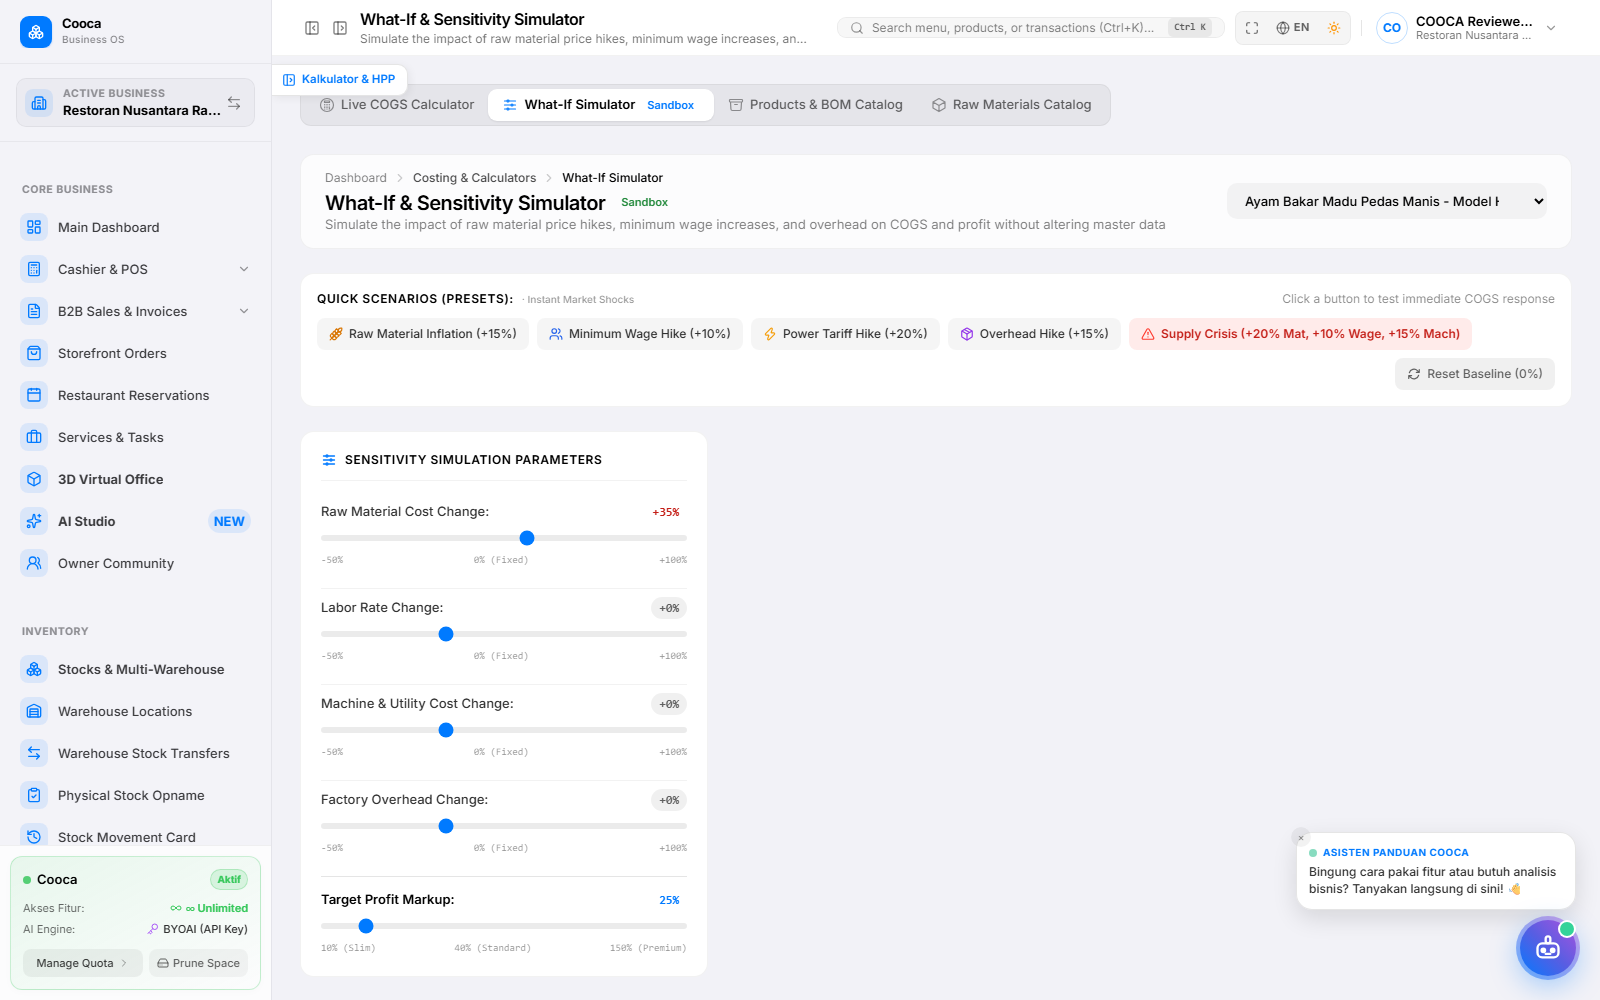 Cooca
Business OS
ACTIVE BUSINESS
Restoran Nusantara Ra...
CORE BUSINESS
Main Dashboard
Cashier & POS
B2B Sales & Invoices
Storefront Orders
Restaurant Reservations
Services & Tasks
3D Virtual Office
AI Studio NEW
Owner Community
INVENTORY
Stocks & Multi-Warehouse
Warehouse Locations
Warehouse Stock Transfers
Physical Stock Opname
Stock Movement Card
Cooca Aktif
Akses Fitur: ∞ Unlimited
AI Engine: BYOAI (API Key)
Manage Quota
Prune Space
What-If & Sensitivity Simulator
Simulate the impact of raw material price hikes, minimum wage increases, an...
Search menu, products, or transactions (Ctrl+K)...
Ctrl K
EN
CO
COOCA Reviewe...
Restoran Nusantara ...
Kalkulator & HPP
Live COGS Calculator
What-If Simulator Sandbox
Products & BOM Catalog
Raw Materials Catalog
Dashboard > Costing & Calculators > What-If Simulator
What-If & Sensitivity Simulator Sandbox
Simulate the impact of raw material price hikes, minimum wage increases, and overhead on COGS and profit without altering master data
Ayam Bakar Madu Pedas Manis - Model
QUICK SCENARIOS (PRESETS): · Instant Market Shocks
Click a button to test immediate COGS response
Raw Material Inflation (+15%)
Minimum Wage Hike (+10%)
Power Tariff Hike (+20%)
Overhead Hike (+15%)
Supply Crisis (+20% Mat, +10% Wage, +15% Mach)
Reset Baseline (0%)
SENSITIVITY SIMULATION PARAMETERS
Raw Material Cost Change: +35%
-50% 0% (Fixed) +100%
Labor Rate Change: +0%
-50% 0% (Fixed) +100%
Machine & Utility Cost Change: +0%
-50% 0% (Fixed) +100%
Factory Overhead Change: +0%
-50% 0% (Fixed) +100%
Target Profit Markup: 25%
10% (Slim) 40% (Standard) 150% (Premium)
×
ASISTEN PANDUAN COOCA
Bingung cara pakai fitur atau butuh analisis
bisnis? Tanyakan langsung di sini! 👋